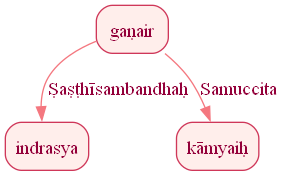 gaṇair
Ṣaṣṭhīsambandhaḥ Samuccita
indrasya kāmyaiḥ